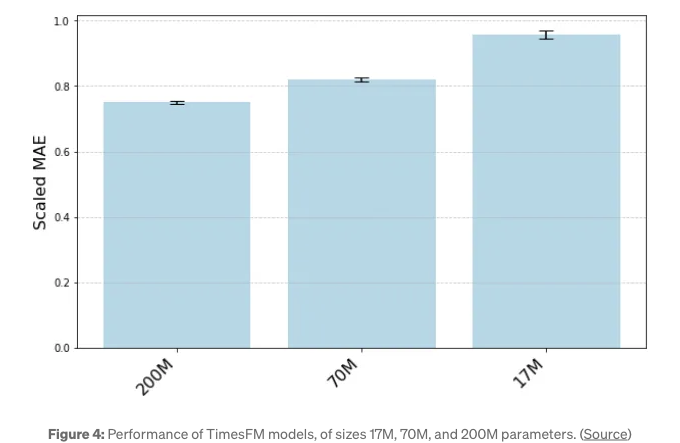 1.0
0.8
0.6
0.4
0.2
0.0
Scaled MAE
200M
70M
17M
Figure 4: Performance of TimesFM models, of sizes 17M, 70M, and 200M parameters. (Source)